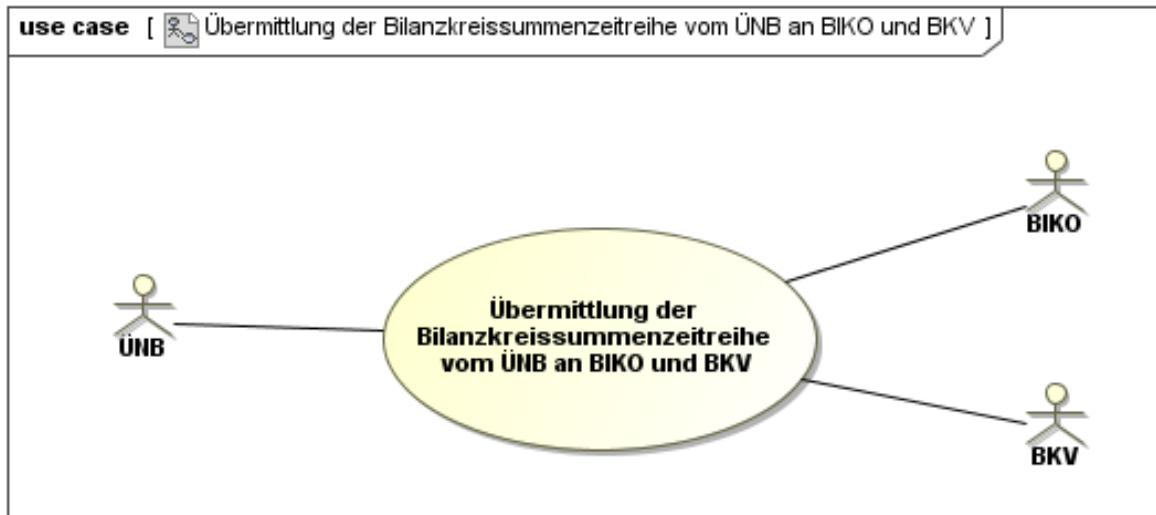 use case [ Übermittlung der Bilanzkreissummenzeitreihe vom ÜNB an BIKO und BKV ]
BIKO
Übermittlung der
Bilanzkreissummenzeitreihe
vom ÜNB an BIKO und BKV
ÜNB
BKV